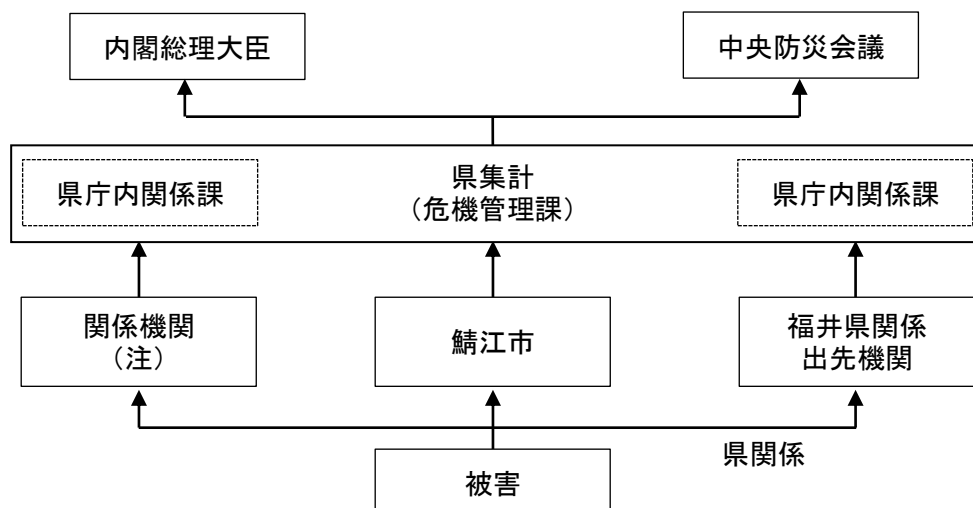 内閣総理大臣
中央防災会議
県庁内関係課
県集計
（危機管理課）
県庁内関係課
関係機関
（注）
鯖江市
福井県関係
出先機関
県関係
被害